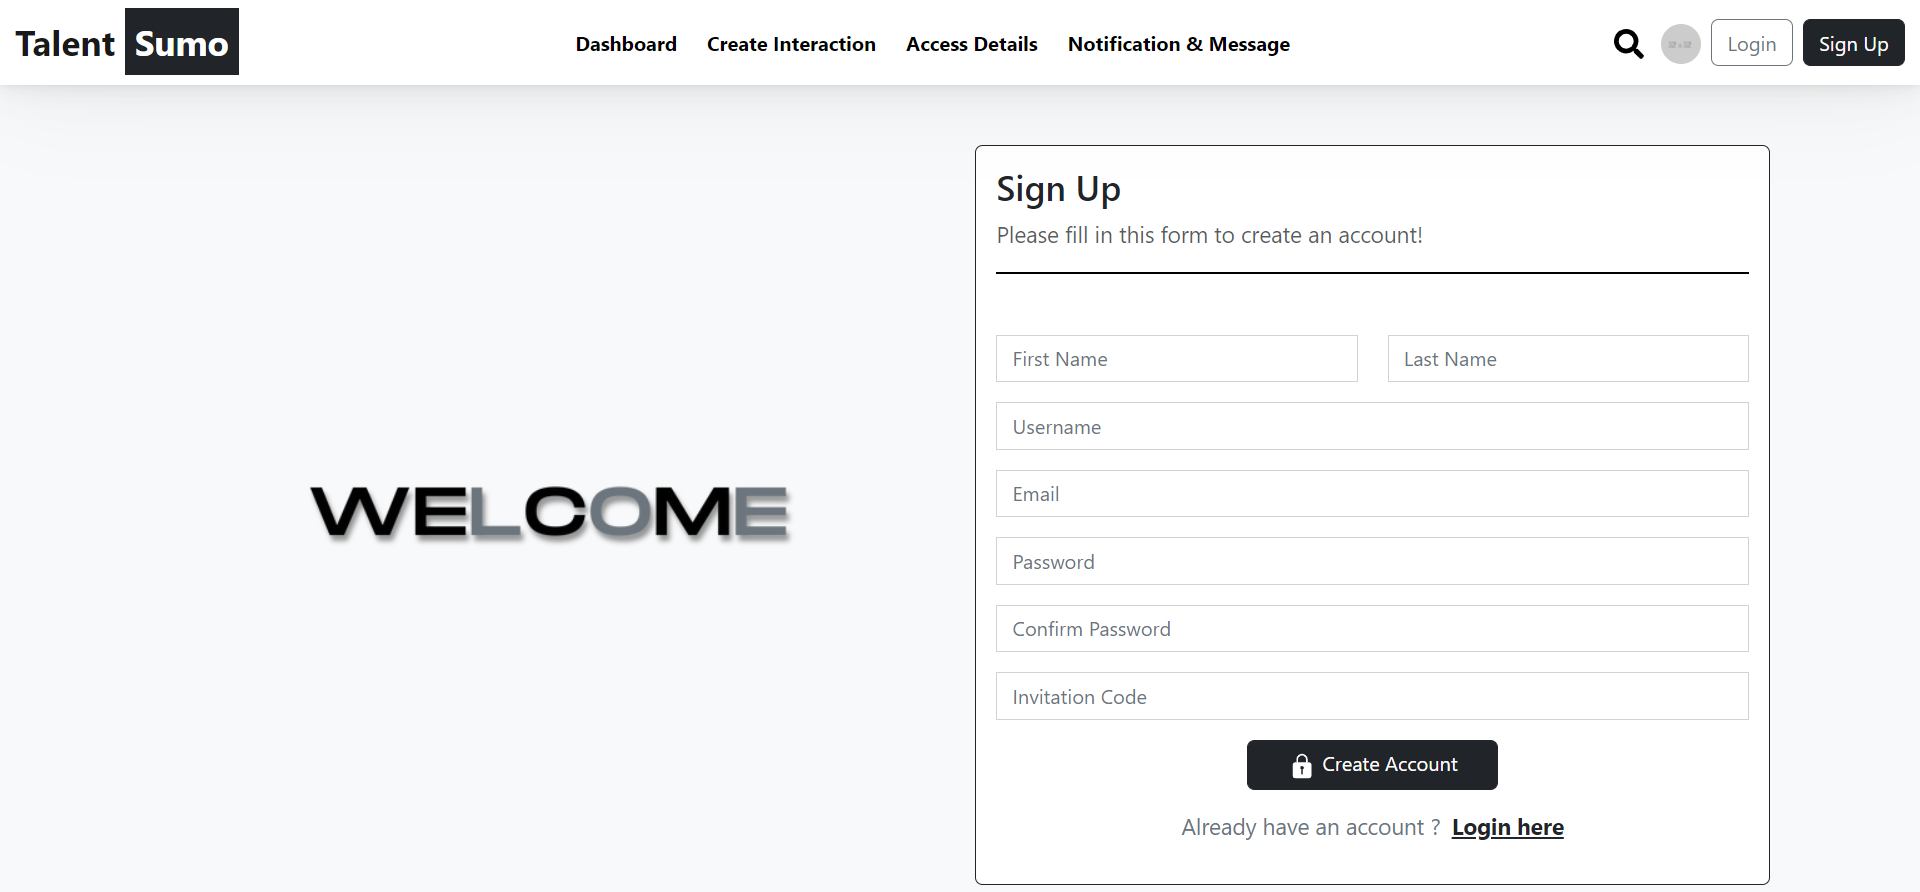 Talent Sumo
Dashboard Create Interaction Access Details Notification & Message
Login Sign Up
WELCOME
Sign Up
Please fill in this form to create an account!
First Name Last Name
Username
Email
Password
Confirm Password
Invitation Code
Create Account
Already have an account ? Login here